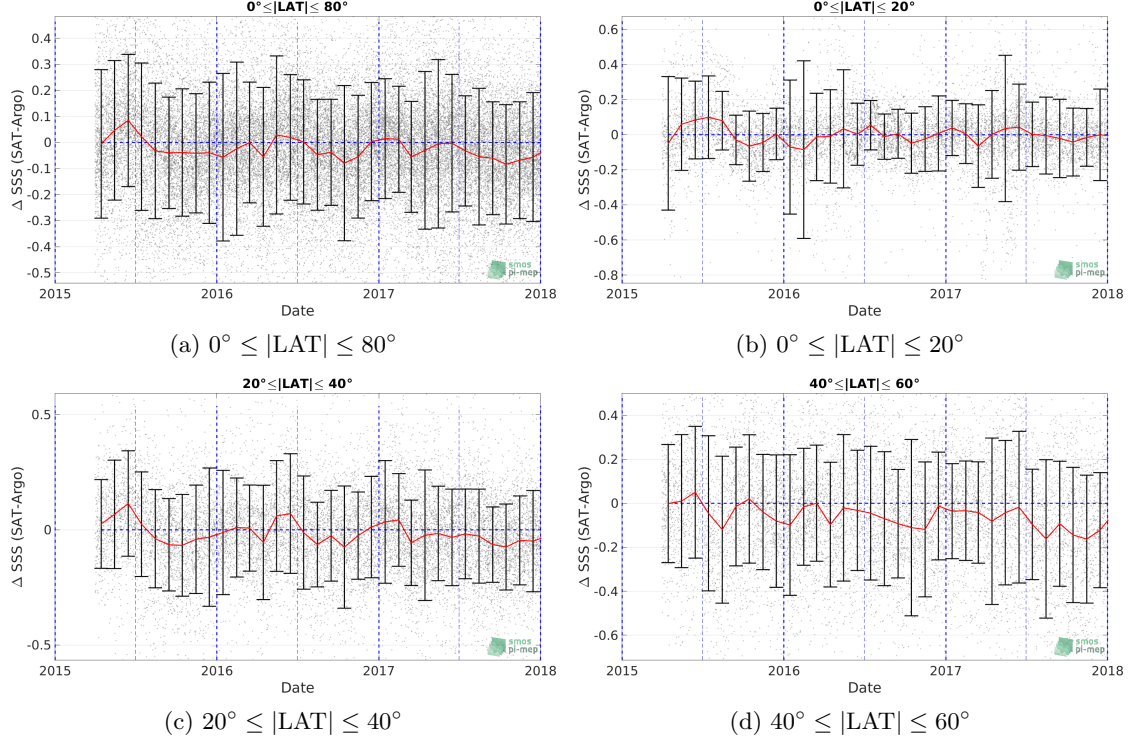 0°≤|LAT|≤ 80°
Δ SSS (SAT-Argo)
0.4
0.3
0.2
0.1
0
-0.1
-0.2
-0.3
-0.4
-0.5
2015
2016
2017
2018
Date
smos
pi-mep
(a) 0° ≤ |LAT| ≤ 80°
0°≤|LAT|≤ 20°
Δ SSS (SAT-Argo)
0.6
0.4
0.2
0
-0.2
-0.4
-0.6
-0.8
2015
2016
2017
2018
Date
smos
pi-mep
(b) 0° ≤ |LAT| ≤ 20°
20°≤|LAT|≤ 40°
Δ SSS (SAT-Argo)
0.5
0
-0.5
2015
2016
2017
2018
Date
smos
pi-mep
(c) 20° ≤ |LAT| ≤ 40°
40°≤|LAT|≤ 60°
Δ SSS (SAT-Argo)
0.4
0.2
0
-0.2
-0.4
-0.6
2015
2016
2017
2018
Date
smos
pi-mep
(d) 40° ≤ |LAT| ≤ 60°